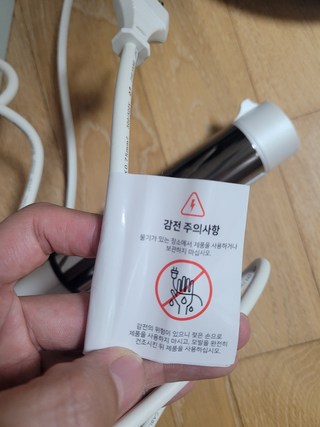 감전 주의사항
물기가 있는 장소에서 제품을 사용하거나
보관하지 마십시오.
감전의 위험이 있으니 젖은 손으로
제품을 사용하지 마시고, 모발을 완전히
건조시킨 뒤 제품을 사용하십시오.